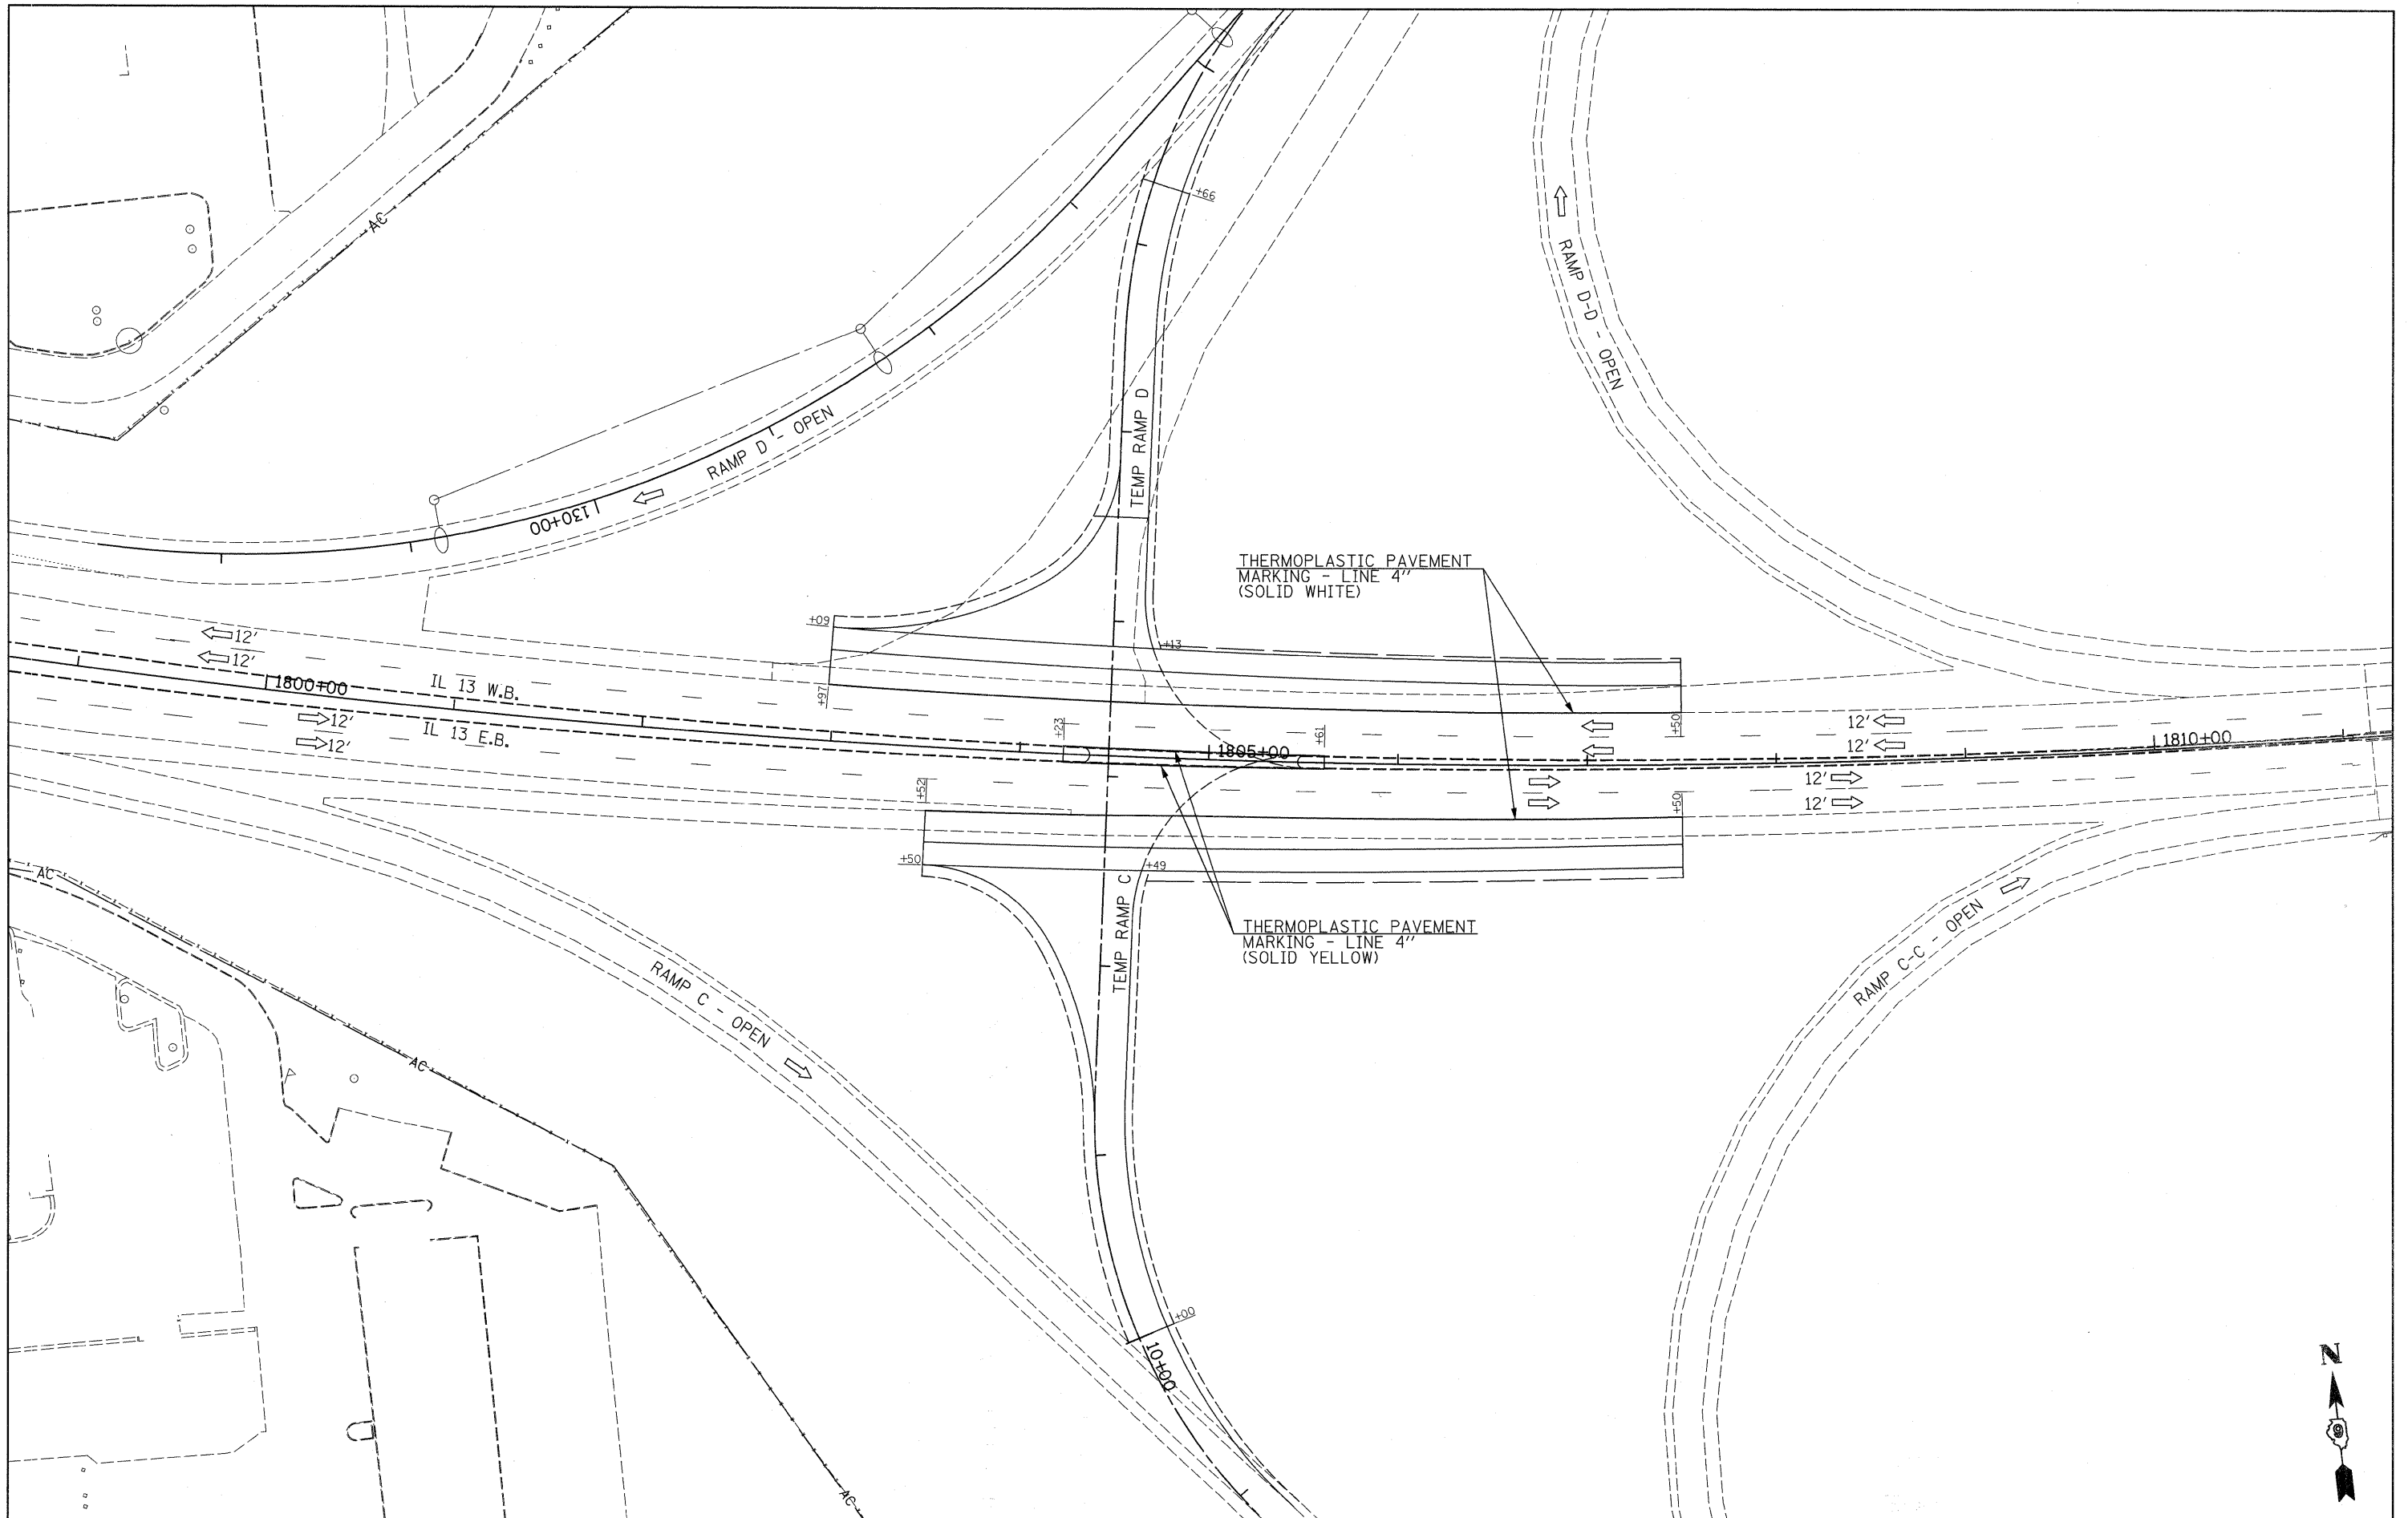 AC
+66
RAMP D-D - OPEN
RAMP D - OPEN
TEMP RAMP D
130+00
THERMOPLASTIC PAVEMENT
MARKING - LINE 4"
(SOLID WHITE)
+09
+13
12'
12'
IL 13 W.B.
1800+00
+97
12'
IL 13 E.B.
12'
+23
1805+00
+61
+50
12'
12'
1810+00
+52
12'
12'
+50
+50
+49
AC
TEMP RAMP C
THERMOPLASTIC PAVEMENT
MARKING - LINE 4"
(SOLID YELLOW)
RAMP C-C - OPEN
RAMP C - OPEN
AC
+00
10+00
N
AC